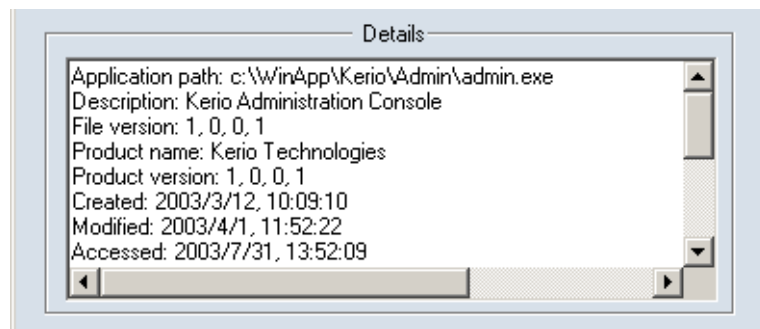 Details
Application path: c:\WinApp\Kerio\Admin\admin.exe
Description: Kerio Administration Console
File version: 1, 0, 0, 1
Product name: Kerio Technologies
Product version: 1, 0, 0, 1
Created: 2003/3/12, 10:09:10
Modified: 2003/4/1, 11:52:22
Accessed: 2003/7/31, 13:52:09